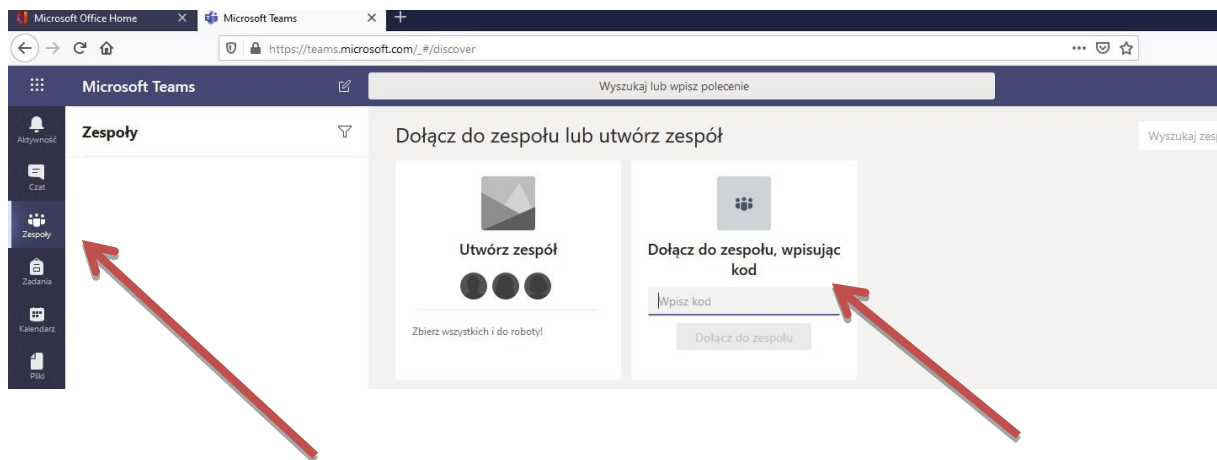 Microsoft Office Home
Microsoft Teams
https://teams.microsoft.com/_#/discover
Microsoft Teams
Wyszukaj lub wpisz polecenie
Aktywność
Czat
Zespoły
Zadania
Kalendarz
Pliki
Zespoły
Dołącz do zespołu lub utwórz zespół
Wyszukaj
Utwórz zespół
Zbierz wszystkich i do roboty!
Dołącz do zespołu, wpisując
kod
Wpisz kod
Dołącz do zespołu